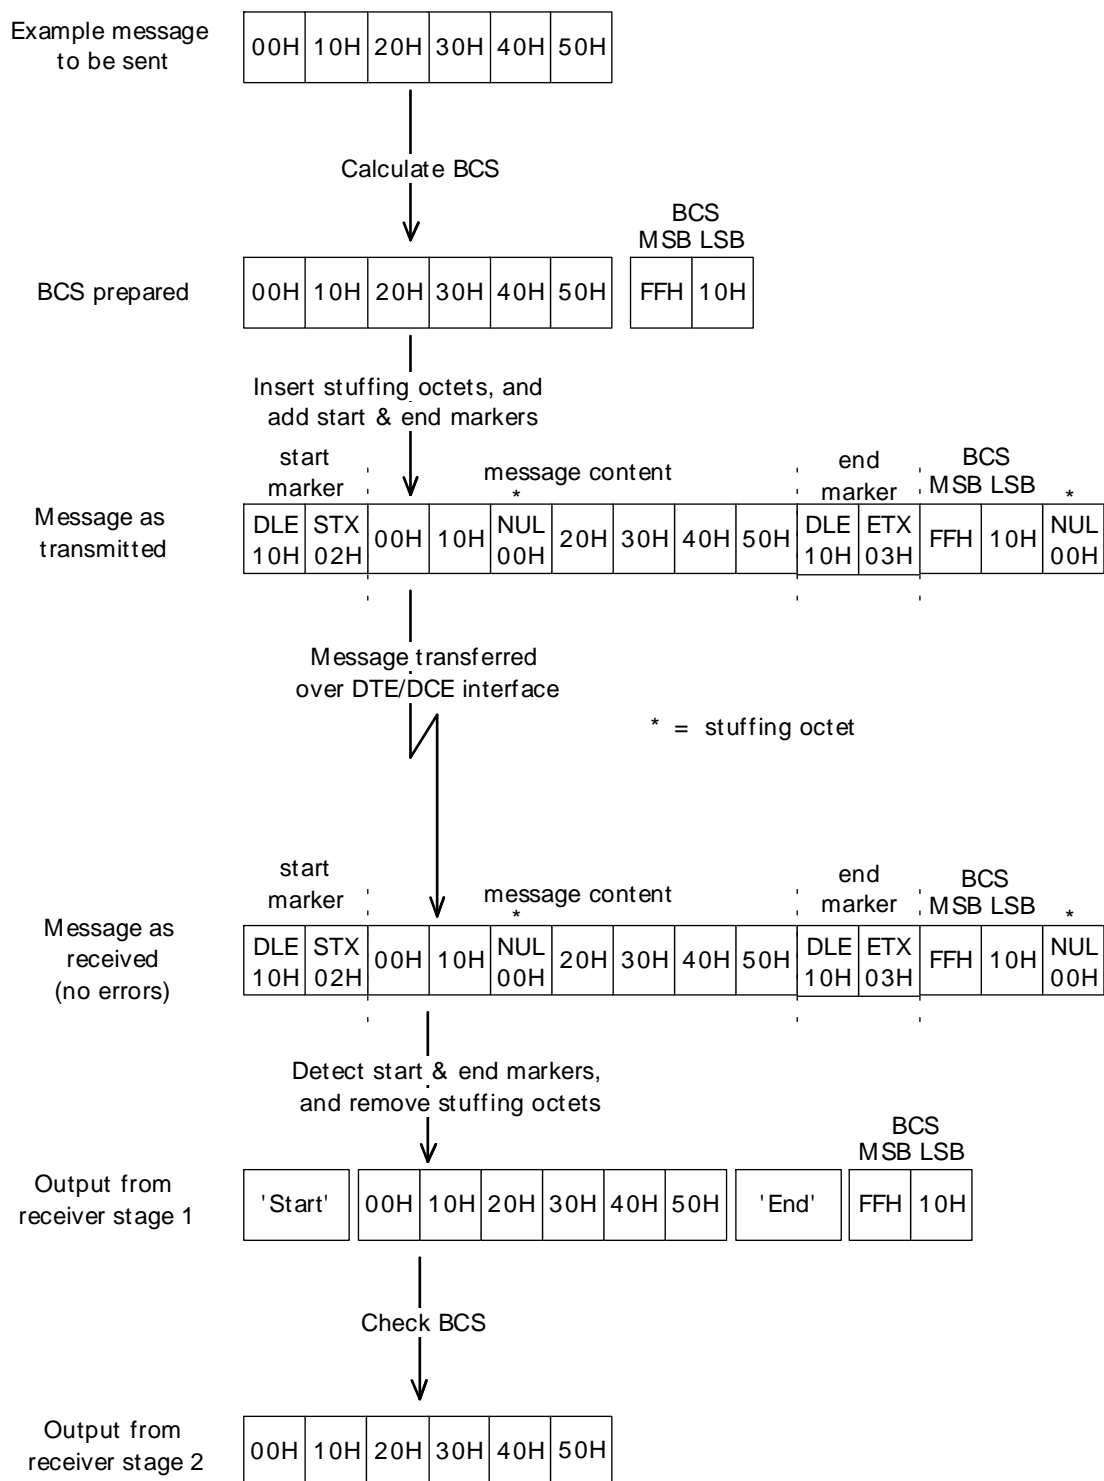 Example message
to be sent
00H 10H 20H 30H 40H 50H
Calculate BCS
BCS
MSB LSB
BCS prepared
00H 10H 20H 30H 40H 50H FFH 10H
Insert stuffing octets, and
add start & end markers
start
marker
message content
*
end
marker
BCS
MSB LSB
*
Message as
transmitted
DLE STX 00H 10H NUL 20H 30H 40H 50H DLE ETX FFH 10H NUL
10H 02H 00H 10H 03H 00H
Message transferred
over DTE/DCE interface
* = stuffing octet
start
marker
message content
*
end
marker
BCS
MSB LSB
*
Message as
received
(no errors)
DLE STX 00H 10H NUL 20H 30H 40H 50H DLE ETX FFH 10H NUL
10H 02H 00H 10H 03H 00H
Detect start & end markers,
and remove stuffing octets
BCS
MSB LSB
Output from
receiver stage 1
'Start' 00H 10H 20H 30H 40H 50H 'End' FFH 10H
Check BCS
Output from
receiver stage 2
00H 10H 20H 30H 40H 50H